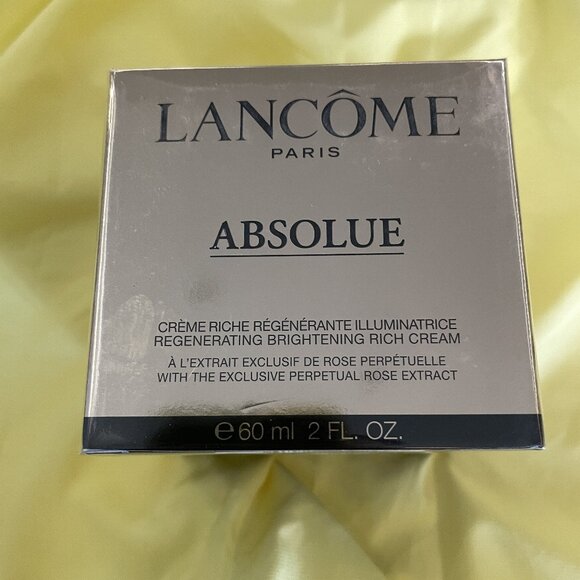 LANCÔME
PARIS
ABSOLUE
CRÈME RICHE RÉGÉNÉRANTE ILLUMINATRICE
REGENERATING BRIGHTENING RICH CREAM
À L'EXTRAIT EXCLUSIF DE ROSE PERPÉTUELLE
WITH THE EXCLUSIVE PERPETUAL ROSE EXTRACT
℮ 60 ml 2 FL. OZ.